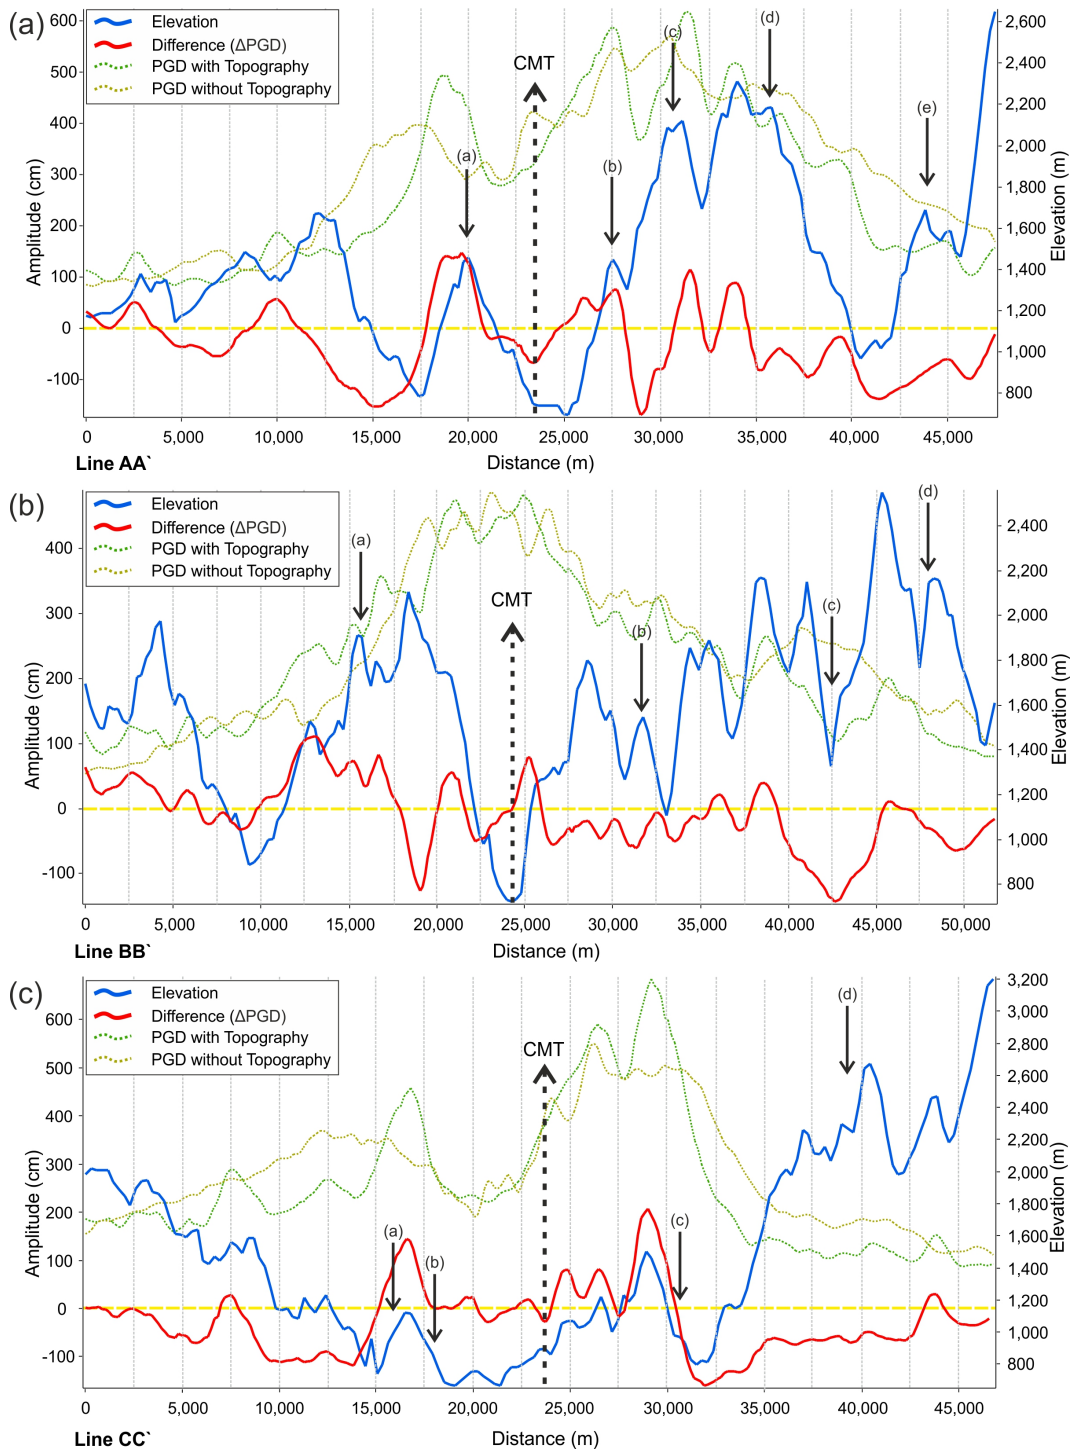 (a)
Elevation
Difference (ΔPGD)
PGD with Topography
PGD without Topography
600
500
400
300
200
100
0
-100
Amplitude (cm)
2,600
2,400
2,200
2,000
1,800
1,600
1,400
1,200
1,000
800
Elevation (m)
(a)
CMT
(b)
(c)
(d)
(e)
0
5,000
10,000
15,000
20,000
25,000
30,000
35,000
40,000
45,000
Line AA`
Distance (m)
(b)
Elevation
Difference (ΔPGD)
PGD with Topography
PGD without Topography
400
300
200
100
0
-100
Amplitude (cm)
2,400
2,200
2,000
1,800
1,600
1,400
1,200
1,000
800
Elevation (m)
(a)
CMT
(b)
(c)
(d)
0
5,000
10,000
15,000
20,000
25,000
30,000
35,000
40,000
45,000
50,000
Line BB`
Distance (m)
(c)
Elevation
Difference (ΔPGD)
PGD with Topography
PGD without Topography
600
500
400
300
200
100
0
-100
Amplitude (cm)
3,200
3,000
2,800
2,600
2,400
2,200
2,000
1,800
1,600
1,400
1,200
1,000
800
Elevation (m)
(a)
(b)
CMT
(c)
(d)
0
5,000
10,000
15,000
20,000
25,000
30,000
35,000
40,000
45,000
Line CC`
Distance (m)